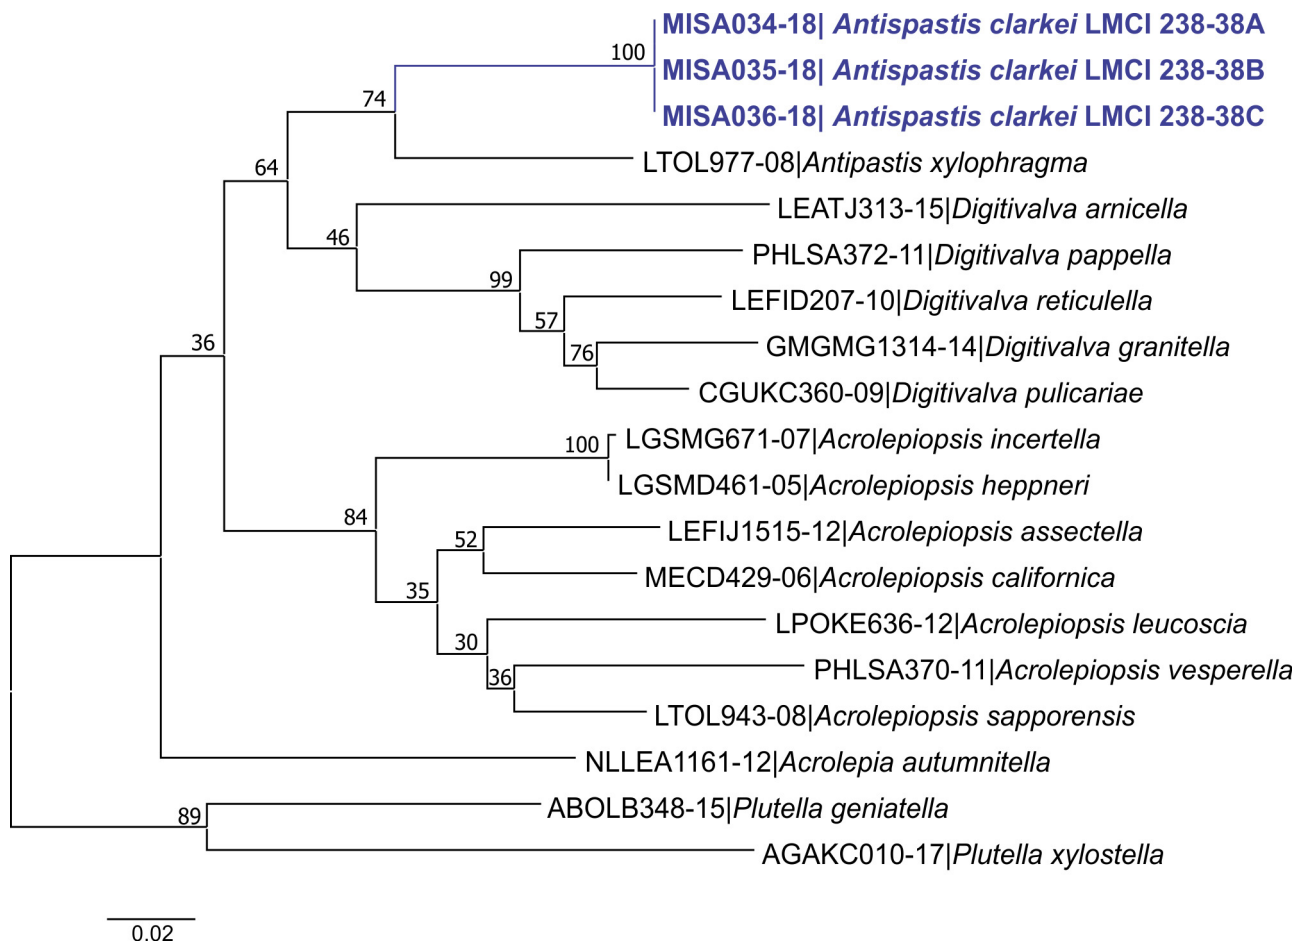 MISA034-18| Antispastis clarkei LMCI 238-38A
100
MISA035-18| Antispastis clarkei LMCI 238-38B
74
MISA036-18| Antispastis clarkei LMCI 238-38C
64
LTOL977-08|Antipastis xylophragma
LEATJ313-15|Digitivalva arnicella
46
PHLSA372-11|Digitivalva pappella
99
LEFID207-10|Digitivalva reticulella
57
36
GMGMG1314-14|Digitivalva granitella
76
CGUKC360-09|Digitivalva pulicariae
LGSMG671-07|Acrolepiopsis incertella
100
LGSMD461-05|Acrolepiopsis heppneri
84
LEFIJ1515-12|Acrolepiopsis assectella
52
MECD429-06|Acrolepiopsis californica
35
LPOKE636-12|Acrolepiopsis leucoscia
30
PHLSA370-11|Acrolepiopsis vesperella
36
LTOL943-08|Acrolepiopsis sapporensis
NLLEA1161-12|Acrolepia autumnitella
ABOLB348-15|Plutella geniatella
89
AGAKC010-17|Plutella xylostella
0.02